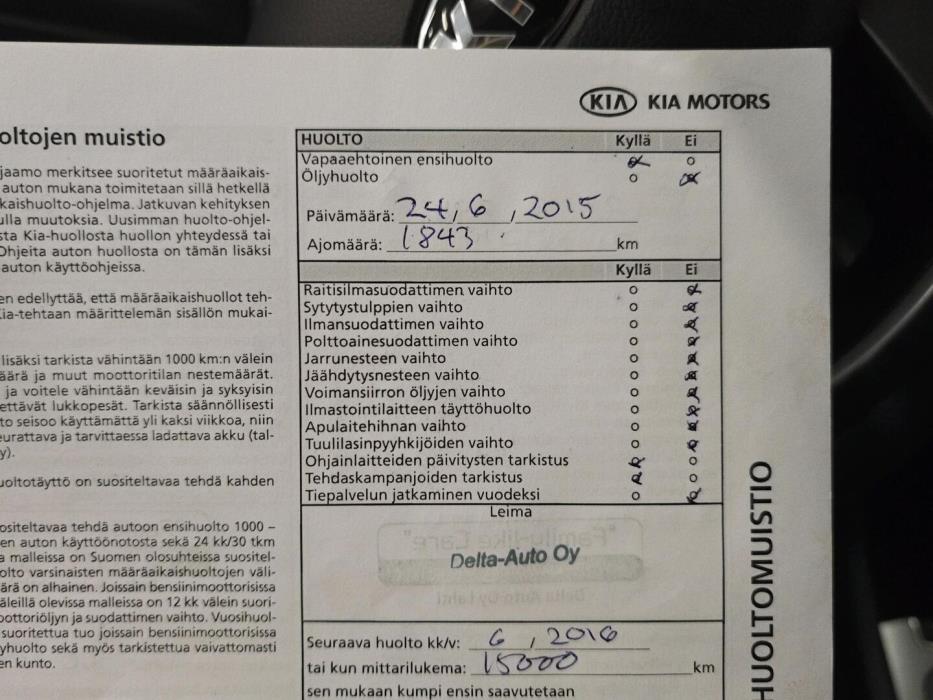 KIA KIA MOTORS
oltojen muistio
jaamo merkitsee suoritetut määräaikais-
auton mukana toimitetaan sillä hetkellä
kaishuolto-ohjelma. Jatkuvan kehityksen
ulla muutoksia. Uusimman huolto-ohjel-
sta Kia-huollosta huollon yhteydessä tai
Ohjeita auton huollosta on tämän lisäksi
auton käyttöohjeissa.
en edellyttää, että määräaikaishuollot teh-
Kia-tehtaan määrittelemän sisällön mukai-
lisäksi tarkista vähintään 1000 km:n välein
äärä ja muut moottoritilan nestemäärät.
ja voitele vähintään keväisin ja syksyisin
ettävät lukkopesät. Tarkista säännöllisesti
to seisoo käyttämättä yli kaksi viikkoa, niin
eurattava ja tarvittaessa ladattava akku (tal-
y).
uoltotäyttö on suositeltavaa tehdä kahden
ositeltavaa tehdä autoon ensihuolto 1000 –
en auton käyttöönotosta sekä 24 kk/30 tkm
a malleissa on Suomen olosuhteissa suositel-
olto varsinaisten määräaikaishuoltojen väli-
ärä on alhainen. Joissain bensiinimoottorisissa
äleillä olevissa malleissa on 12 kk välein suori-
oottoriöljyn ja suodattimen vaihto. Vuosihuol-
suoritettua tuo joissain bensiinimoottorisissa
yhuolto sekä myös tarkistettua vaivattomasti
en kunto.
HUOLTO Kyllä Ei
Vapaaehtoinen ensihuolto
Öljyhuolto
Päivämäärä: 24,6,2015
Ajomäärä: 1843 km
Kyllä Ei
Raitisilmasuodattimen vaihto
Sytytystulppien vaihto
Ilmansuodattimen vaihto
Polttoainesuodattimen vaihto
Jarrunesteen vaihto
Jäähdytysnesteen vaihto
Voimansiirron öljyjen vaihto
Ilmastointilaitteen täyttöhuolto
Apulaitehihnan vaihto
Tuulilasinpyyhkijöiden vaihto
Ohjainlaitteiden päivitysten tarkistus
Tehdaskampanjoiden tarkistus
Tiepalvelun jatkaminen vuodeksi
Leima
Delta-Auto Oy
Seuraava huolto kk/v: 6, 2016
tai kun mittarilukema: 15000 km
sen mukaan kumpi ensin saavutetaan
HUOLTOMUISTIO